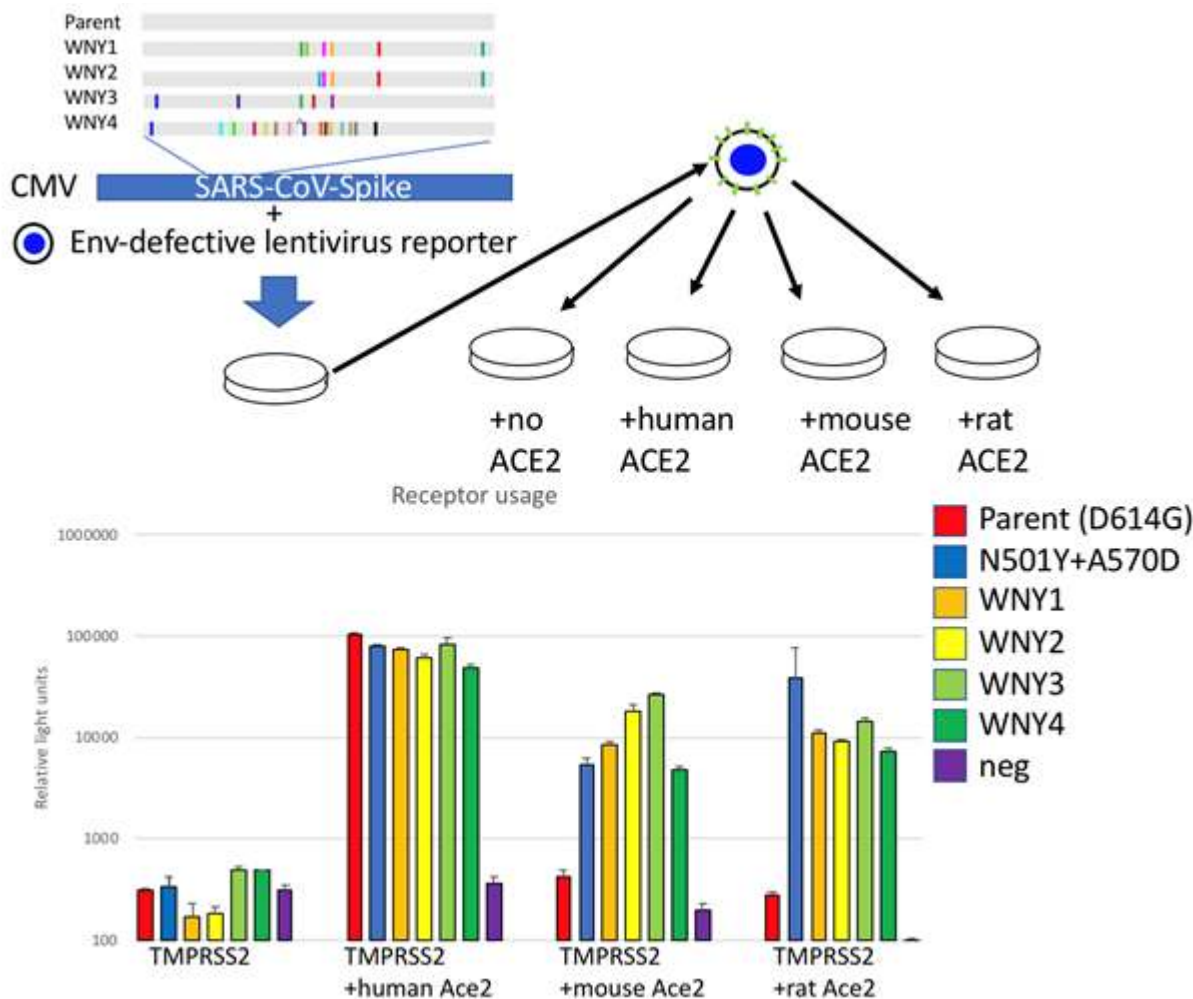 Parent
WNY1
WNY2
WNY3
WNY4
^
CMV
SARS-CoV-Spike
+
Env-defective lentivirus reporter
+no ACE2
+human ACE2
+mouse ACE2
+rat ACE2
Receptor usage
Relative light units
1000000
100000
10000
1000
100
TMPRSS2
TMPRSS2
+human Ace2
TMPRSS2
+mouse Ace2
TMPRSS2
+rat Ace2
Parent (D614G)
N501Y+A570D
WNY1
WNY2
WNY3
WNY4
neg